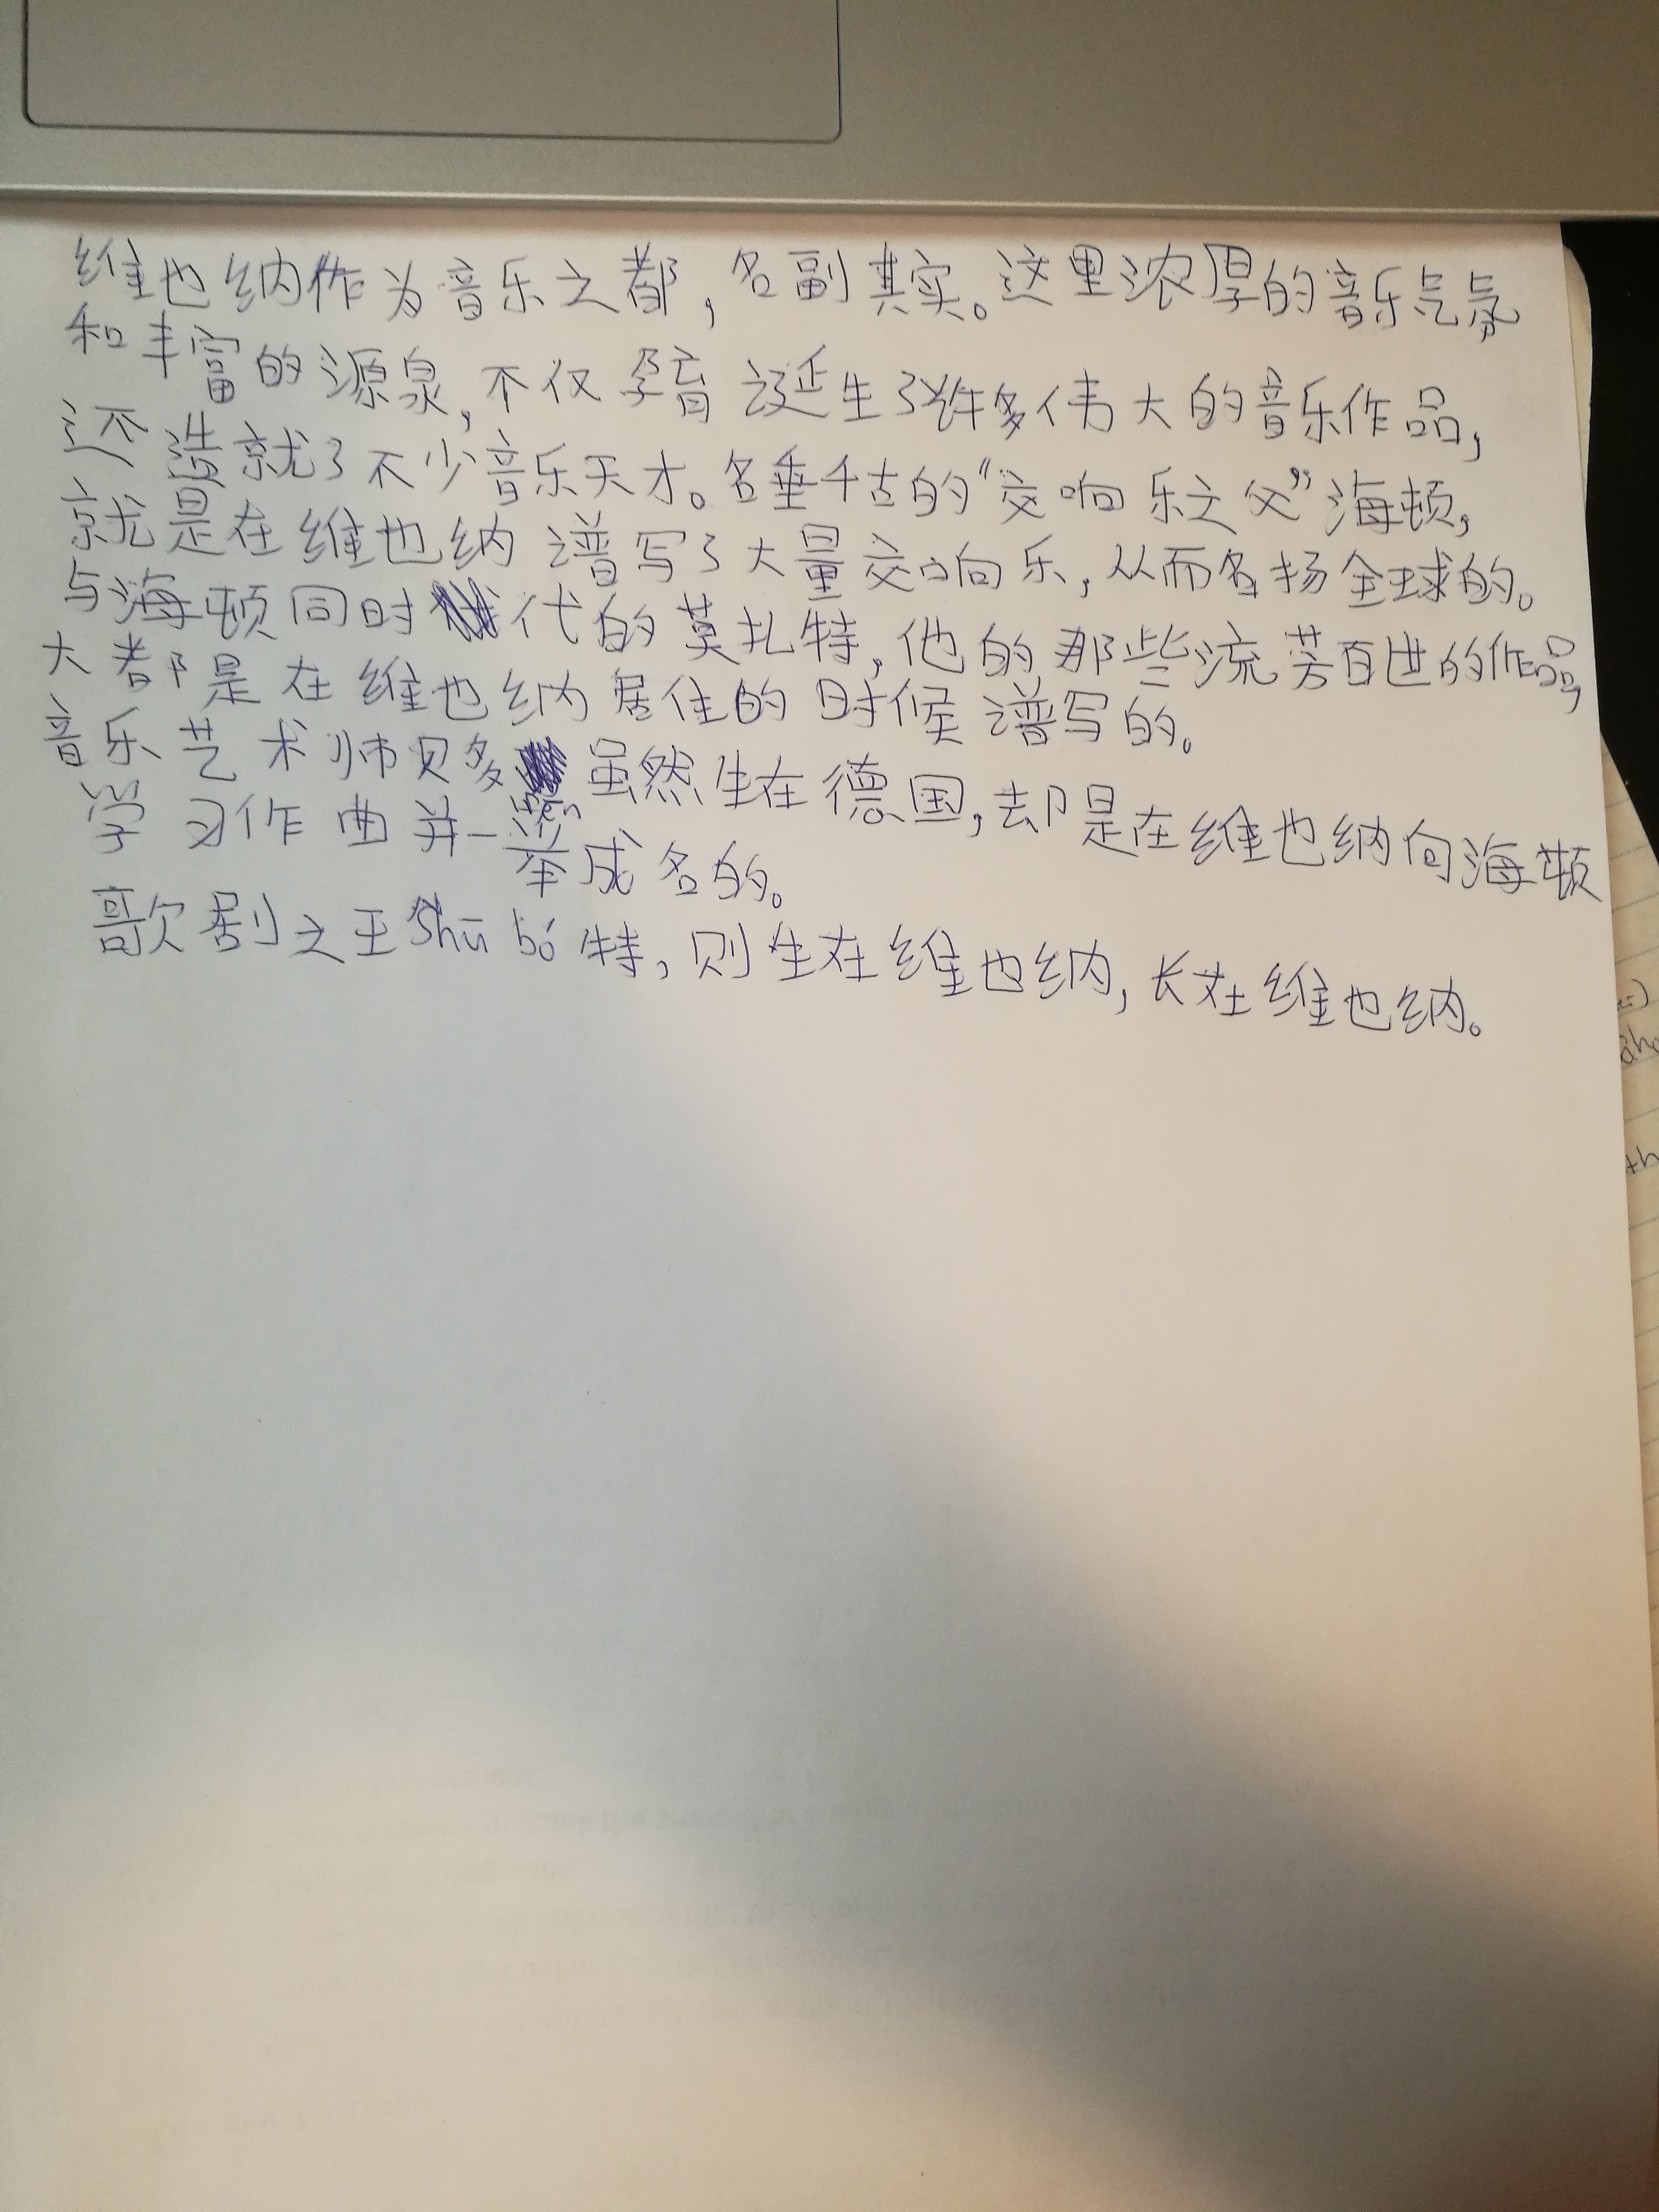 维也纳作为音乐之都，名副其实。这里浓厚的音乐气氛
和丰富的源泉，不仅孕育诞生了许多伟大的音乐作品，
还造就了不少音乐天才。名垂千古的“交响乐之父”海顿，
就是在维也纳谱写了大量交响乐，从而名扬全球的。
与海顿同时代的莫扎特，他的那些流芳百世的作品，
大都是在维也纳居住的时候谱写的。
音乐艺术师贝多fen虽然生在德国，却是在维也纳向海顿
学习作曲并一举成名的。
歌剧之王Shū bó特，则生在维也纳，长在维也纳。